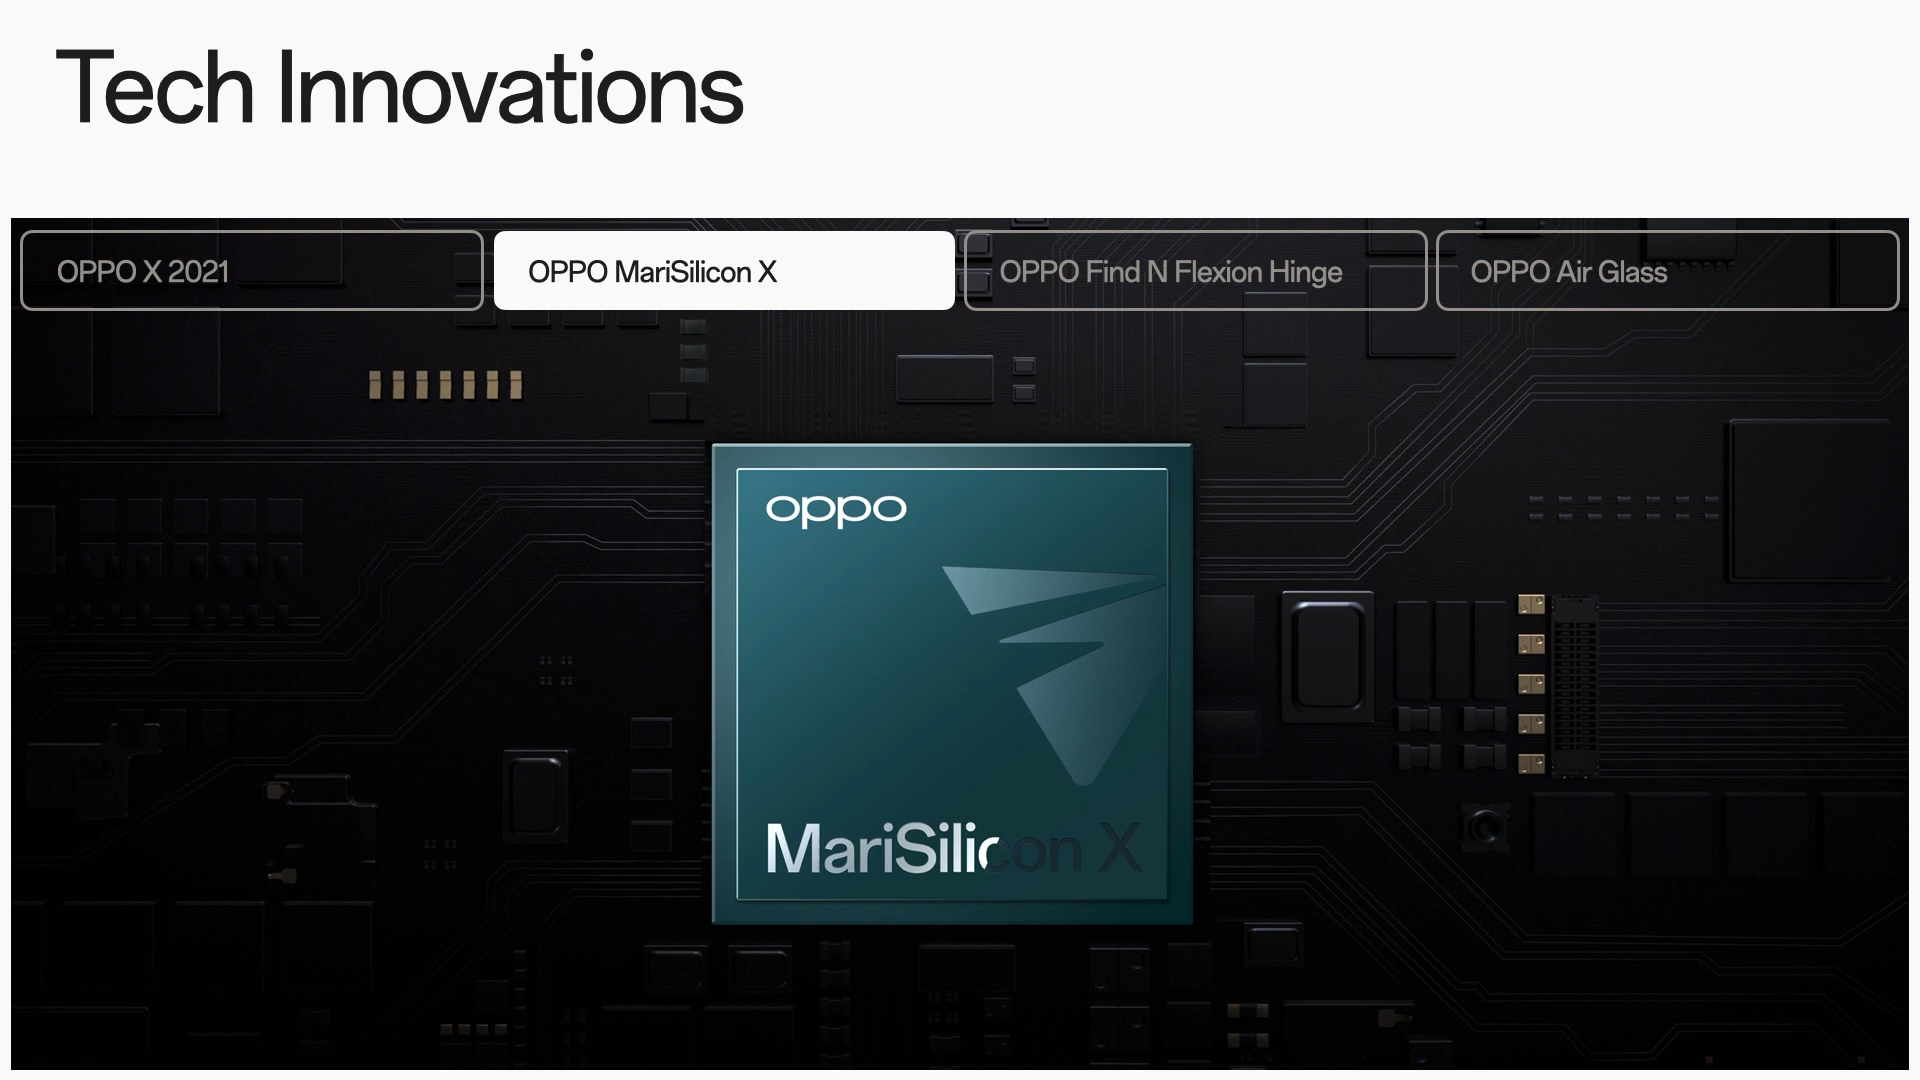 Tech Innovations
OPPO X 2021
OPPO MariSilicon X
OPPO Find N Flexion Hinge
OPPO Air Glass
oppo
MariSilicon X